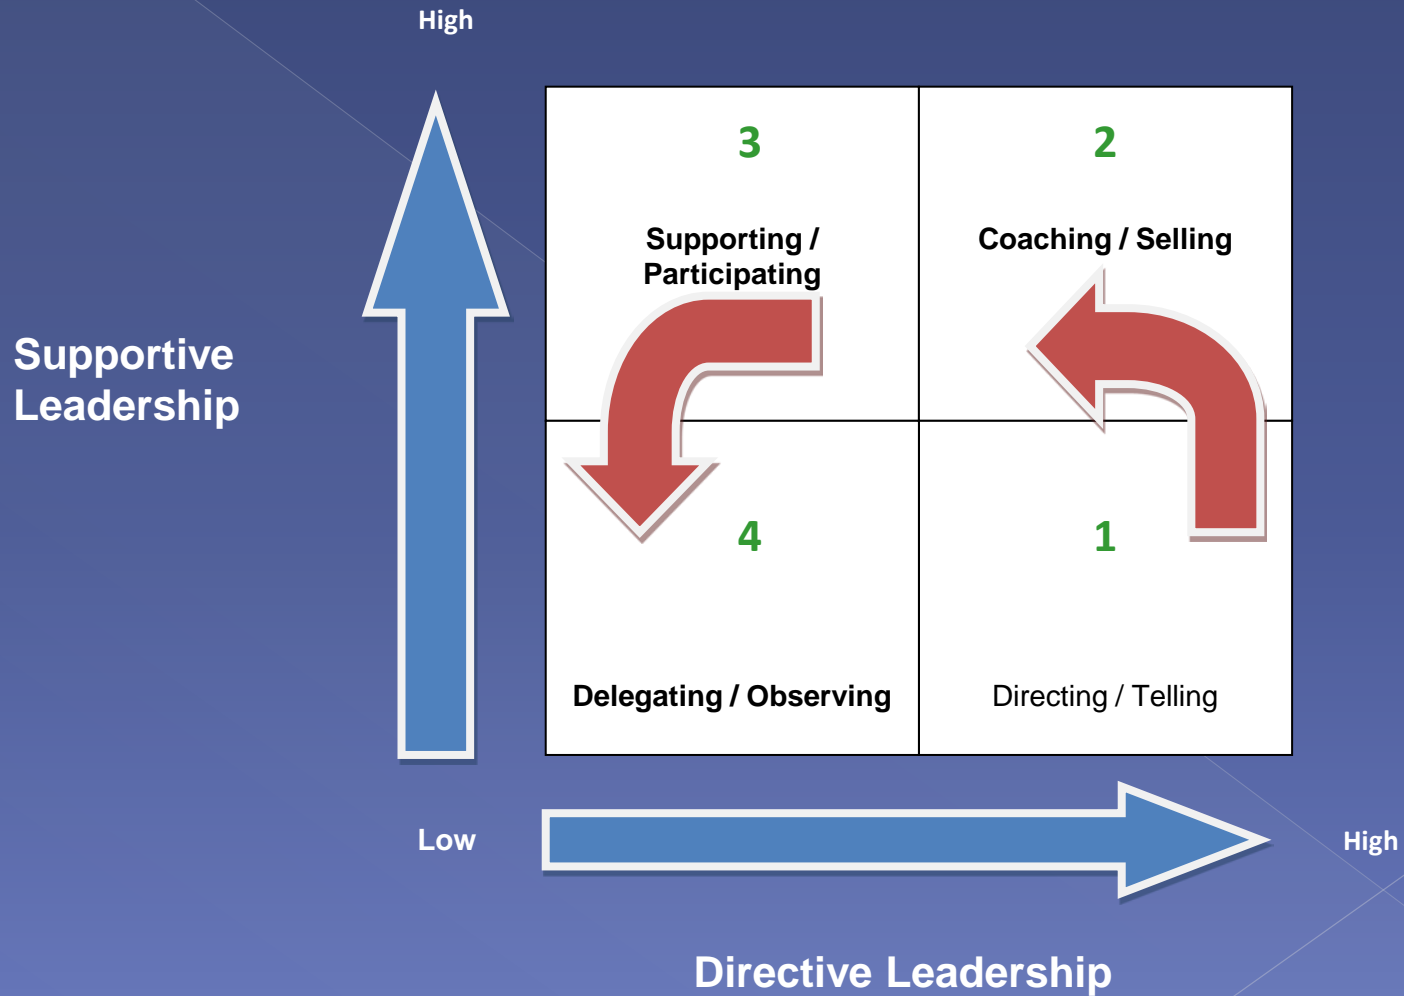 High
3
2
Supporting /
Participating
Coaching / Selling
Supportive
Leadership
4
1
Delegating / Observing
Directing / Telling
Low
High
Directive Leadership